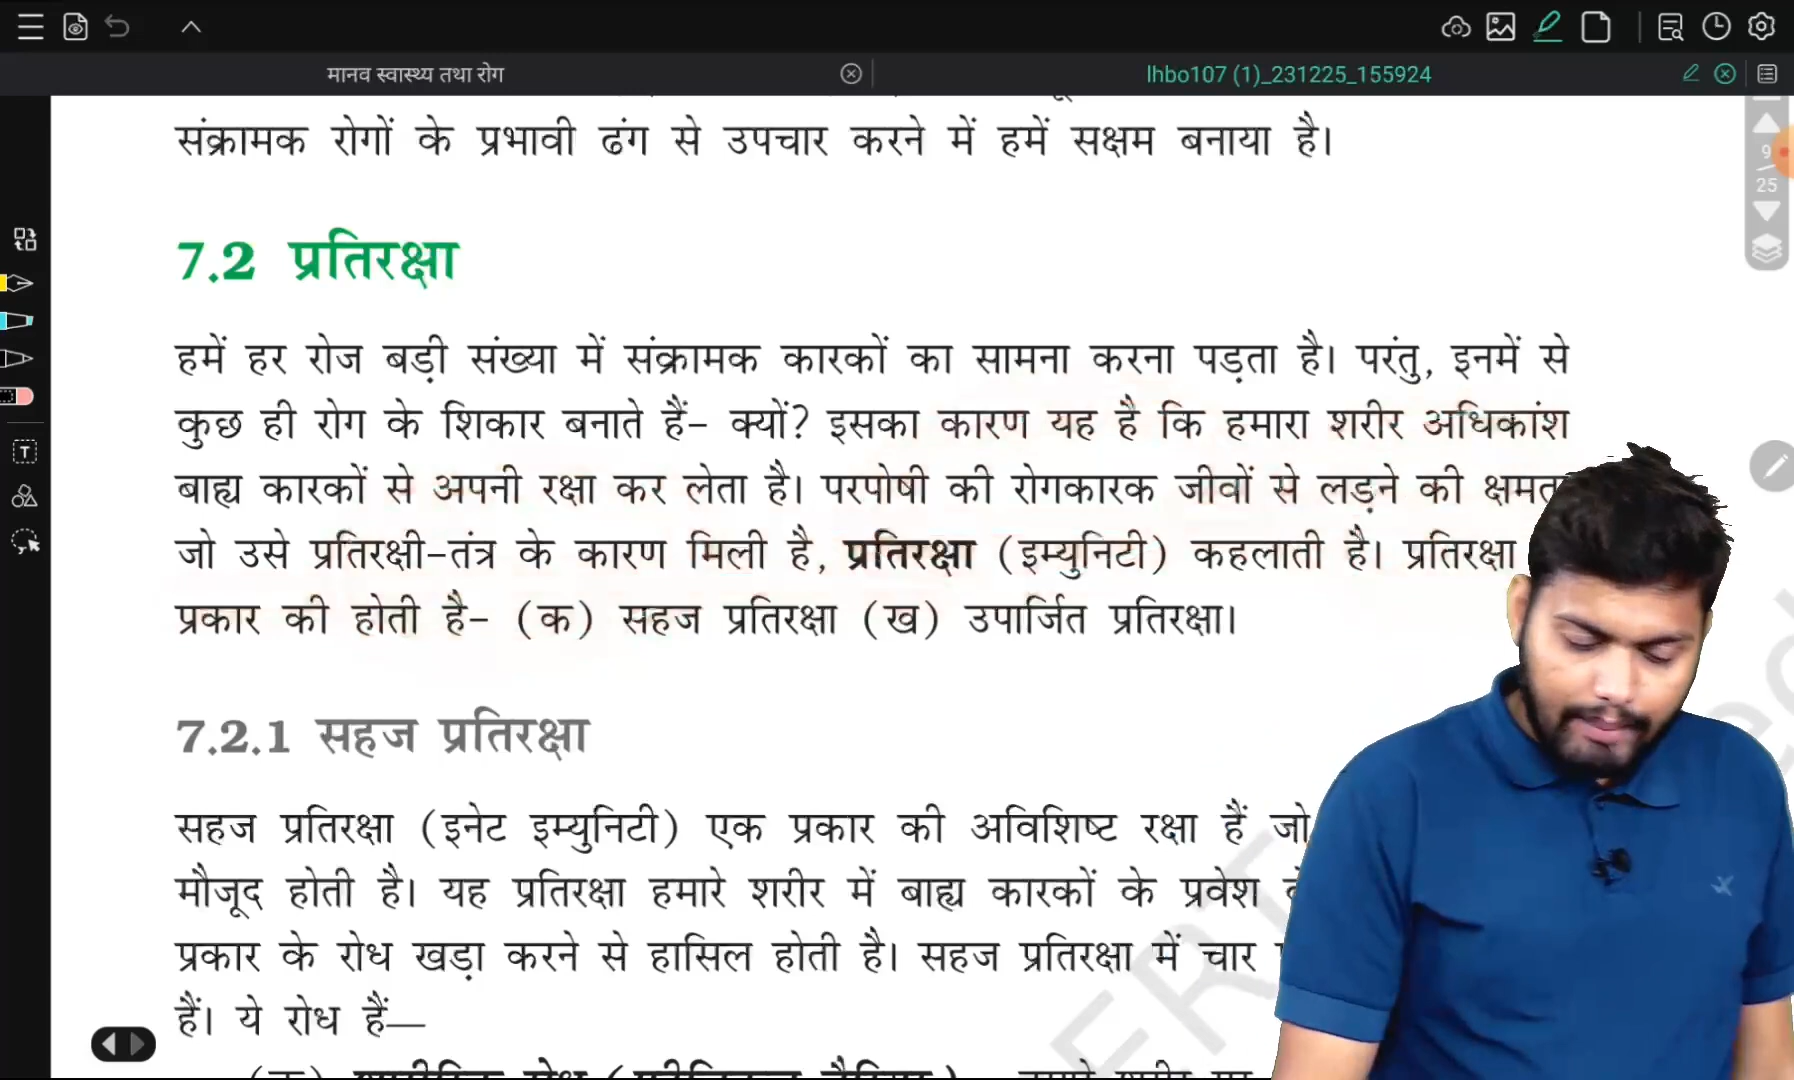 मानव स्वास्थ्य तथा रोग
lhbo107 (1)_231225_155924
संक्रामक रोगों के प्रभावी ढंग से उपचार करने में हमें सक्षम बनाया है।
9
25
7.2 प्रतिरक्षा
हमें हर रोज बड़ी संख्या में संक्रामक कारकों का सामना करना पड़ता है। परंतु, इनमें से
कुछ ही रोग के शिकार बनाते हैं- क्यों? इसका कारण यह है कि हमारा शरीर अधिकांश
बाह्य कारकों से अपनी रक्षा कर लेता है। परपोषी की रोगकारक जीवों से लड़ने की
जो उसे प्रतिरक्षी-तंत्र के कारण मिली है, प्रतिरक्षा (इम्युनिटी) कहलाती है। प्रतिरक्षा
प्रकार की होती है- (क) सहज प्रतिरक्षा (ख) उपार्जित प्रतिरक्षा।
7.2.1 सहज प्रतिरक्षा
सहज प्रतिरक्षा (इनेट इम्युनिटी) एक प्रकार की अविशिष्ट रक्षा हैं जो
मौजूद होती है। यह प्रतिरक्षा हमारे शरीर में बाह्य कारकों के प्रवेश
प्रकार के रोध खड़ा करने से हासिल होती है। सहज प्रतिरक्षा में चार
हैं। ये रोध हैं—